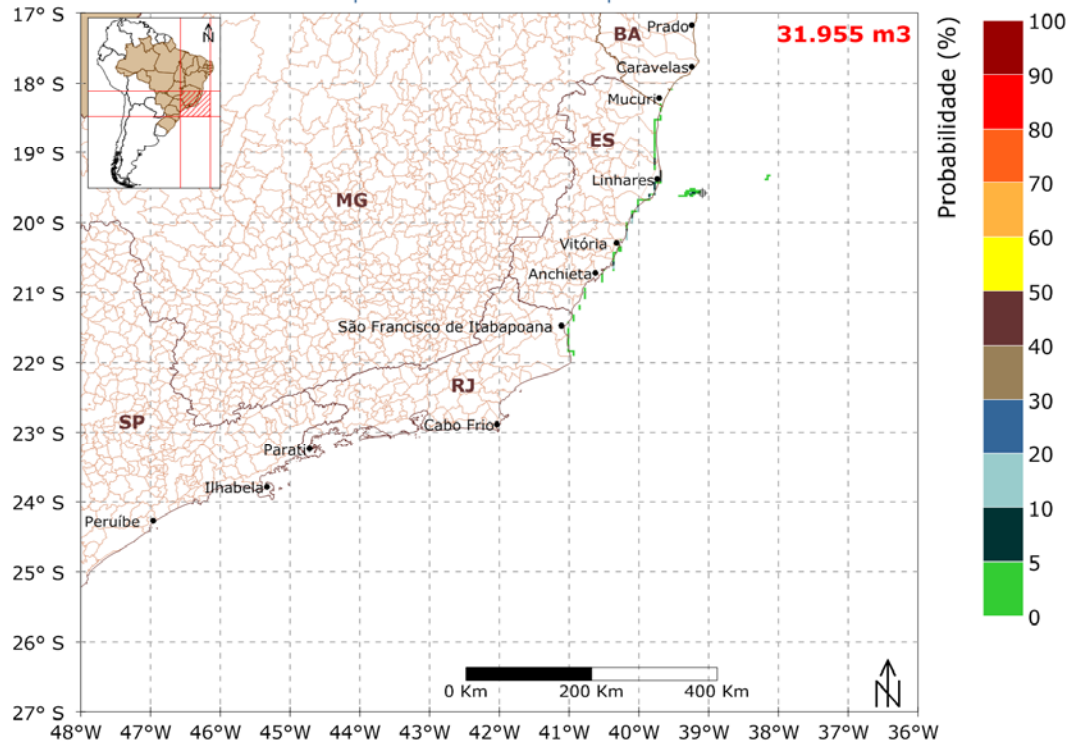 17° S
18° S
19° S
20° S
21° S
22° S
23° S
24° S
25° S
26° S
27° S
N
BA
Prado
31.955 m3
Caravelas
Mucuri
ES
Linhares
MG
Vitória
Anchieta
São Francisco de Itabapoana
RJ
SP
Cabo Frio
Parati
Ilhabela
Peruíbe
0 Km
200 Km
400 Km
N
48°W
47°W
46°W
45°W
44°W
43°W
42°W
41°W
40°W
39°W
38°W
37°W
36°W
Probabilidade (%)
100
90
80
70
60
50
40
30
20
10
5
0